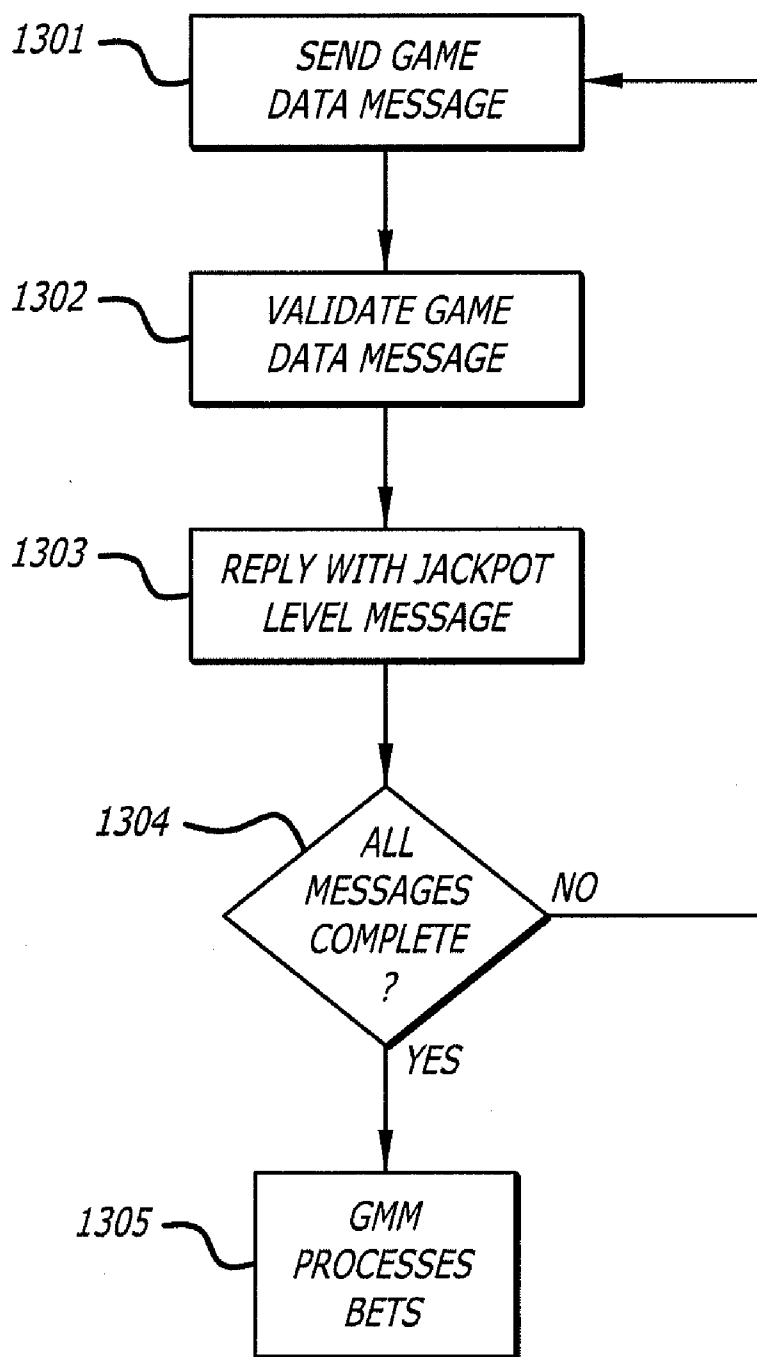 1301
SEND GAME
DATA MESSAGE
1302
VALIDATE GAME
DATA MESSAGE
1303
REPLY WITH JACKPOT
LEVEL MESSAGE
1304
ALL
MESSAGES
COMPLETE
?
NO
YES
1305
GMM
PROCESSES
BETS